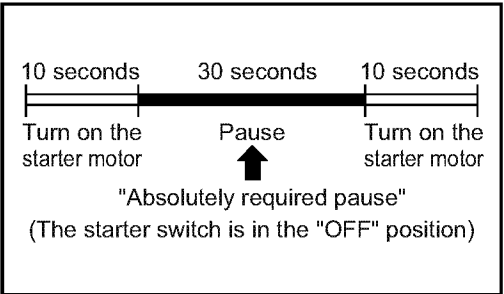 10 seconds 30 seconds 10 seconds
Turn on the Pause Turn on the
starter motor starter motor
"Absolutely required pause"
(The starter switch is in the "OFF" position)